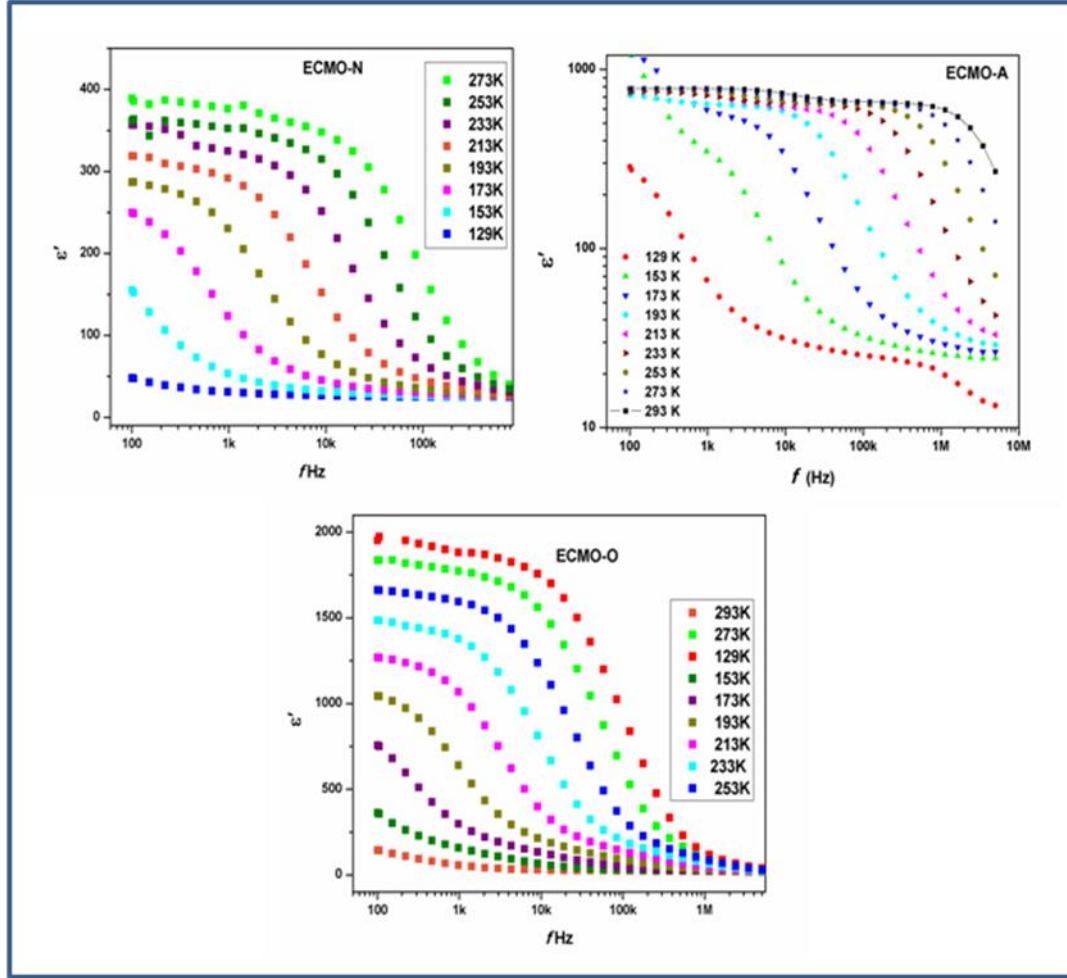 ECMO-N
400
300
200
100
0
ε′
273K
253K
233K
213K
193K
173K
153K
129K
100
1k
10k
100k
fHz
ECMO-A
1000
100
10
ε′
129 K
153 K
173 K
193 K
213 K
233 K
253 K
273 K
293 K
100
1k
10k
100k
1M
10M
f (Hz)
ECMO-O
2000
1500
1000
500
0
ε′
293K
273K
129K
153K
173K
193K
213K
233K
253K
100
1k
10k
100k
1M
fHz